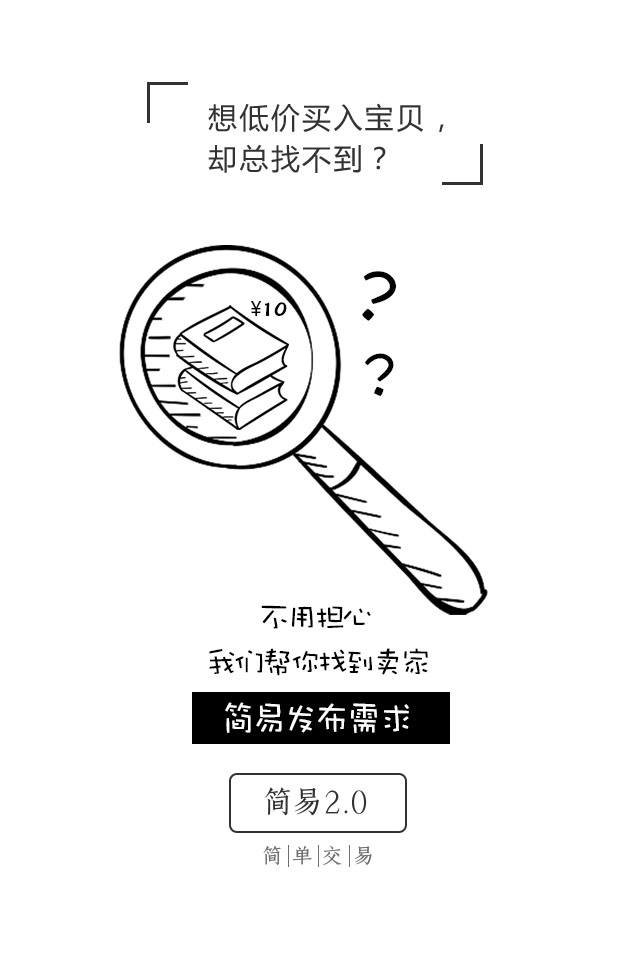 想低价买入宝贝，
却总找不到？
¥10
？
？
不用担心
我们帮你找到卖家
简易发布需求
简易2.0
简|单|交|易